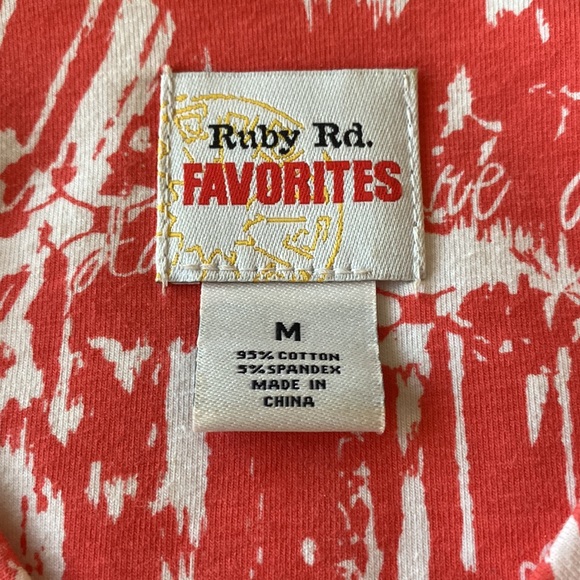 Ruby Rd.
FAVORITES
M
95% COTTON
5% SPANDEX
MADE IN
CHINA